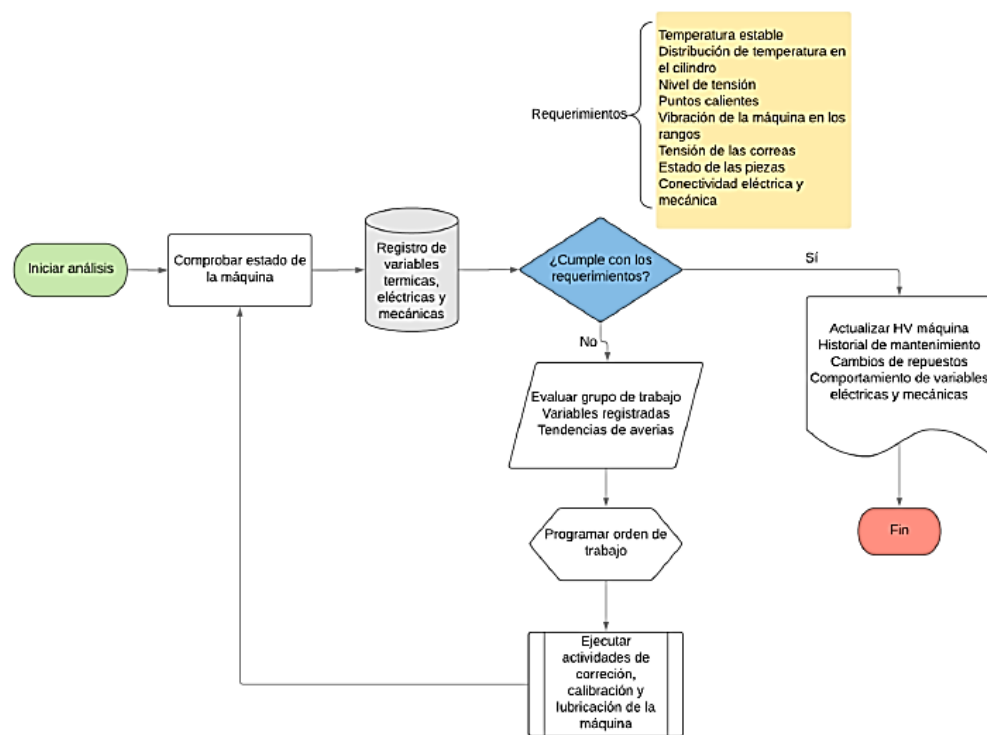 Temperatura estable
Distribución de temperatura en
el cilindro
Nivel de tensión
Puntos calientes
Vibración de la máquina en los
rangos
Tensión de las correas
Estado de las piezas
Conectividad eléctrica y
mecánica
Requerimientos
Iniciar análisis
Comprobar estado de
la máquina
Registro de
variables
termicas,
eléctricas y
mecánicas
¿Cumple con los
requerimientos?
Sí
No
Actualizar HV máquina
Historial de mantenimiento
Cambios de repuestos
Comportamiento de variables
eléctricas y mecánicas
Evaluar grupo de trabajo
Variables registradas
Tendencias de averias
Fin
Programar orden de
trabajo
Ejecutar
actividades de
correción,
calibración y
lubricación de la
máquina